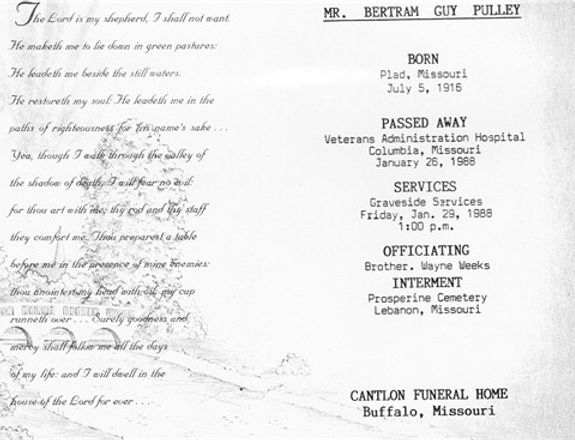 The Lord is my shepherd, I shall not want.
He maketh me to lie down in green pastures:
He leadeth me beside the still waters.
He restoreth my soul: He leadeth me in the
paths of righteousness for his name's sake . . .
Yea, though I walk through the valley of
the shadow of death, I will fear no evil:
for thou art with me; thy rod and thy staff
they comfort me. Thou preparest a table
before me in the presence of mine enemies:
thou anointest my head with oil; my cup
runneth over . . . Surely goodness and
mercy shall follow me all the days
of my life: and I will dwell in the
house of the Lord for ever . . .
MR. BERTRAM GUY PULLEY
BORN
Plad, Missouri
July 5, 1916
PASSED AWAY
Veterans Administration Hospital
Columbia, Missouri
January 26, 1988
SERVICES
Graveside Services
Friday, Jan. 29, 1988
1:00 p.m.
OFFICIATING
Brother. Wayne Weeks
INTERMENT
Prosperine Cemetery
Lebanon, Missouri
CANTLON FUNERAL HOME
Buffalo, Missouri